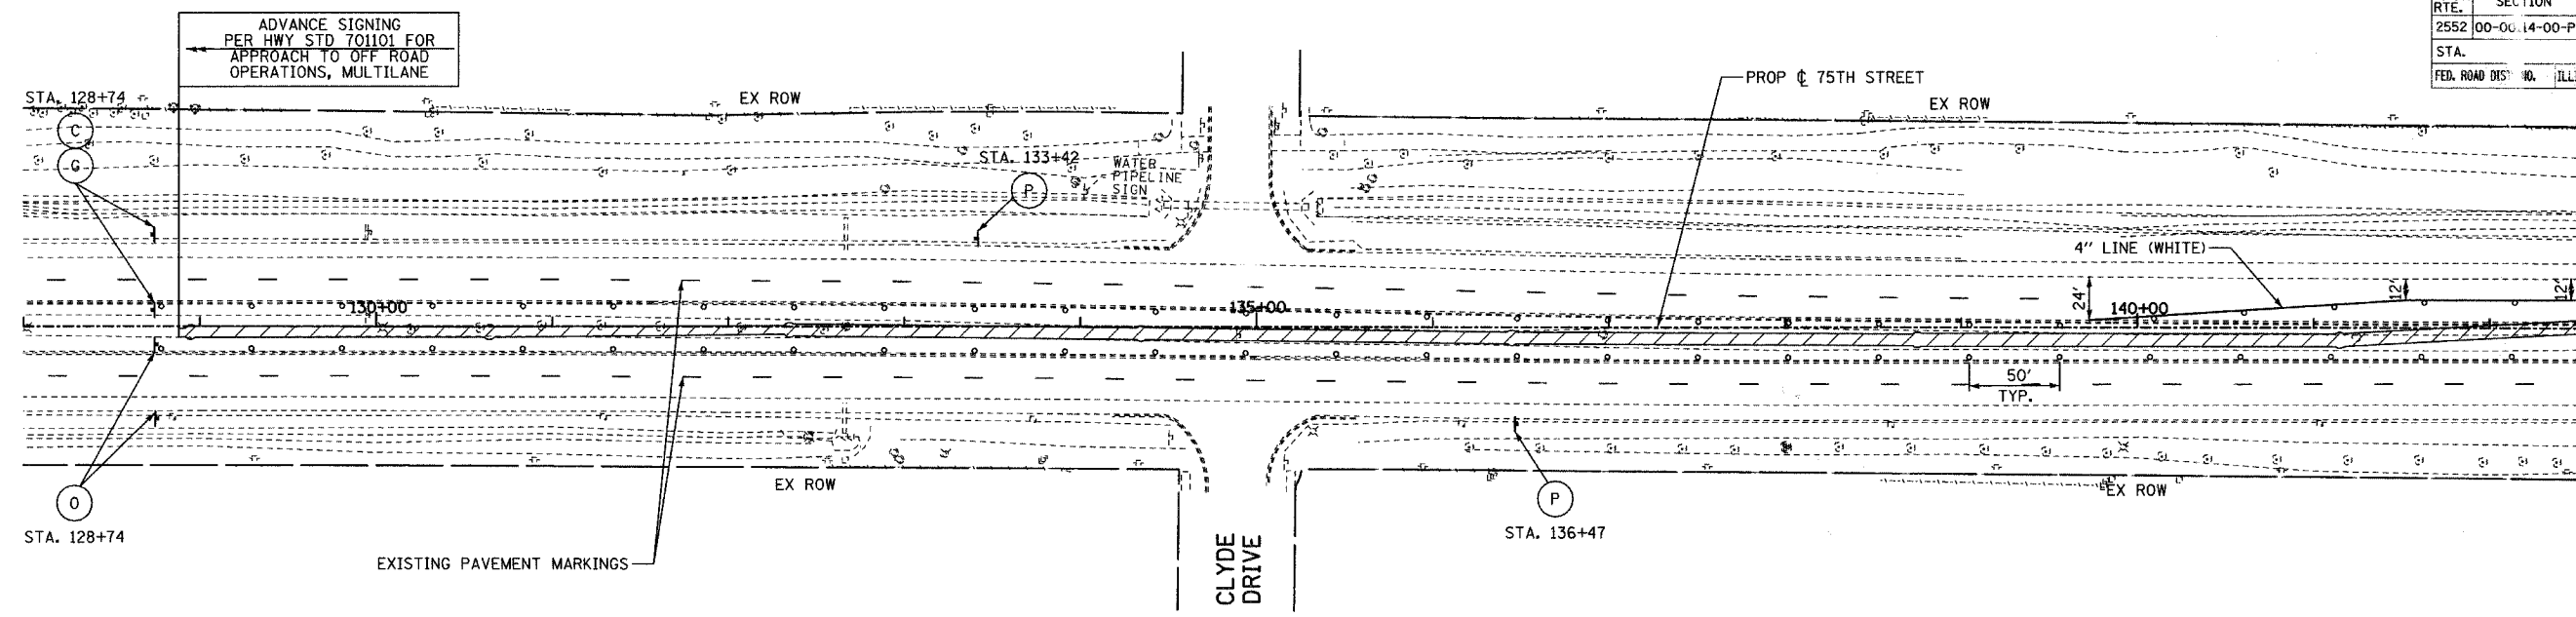 ADVANCE SIGNING
PER HWY STD 701101 FOR
APPROACH TO OFF ROAD
OPERATIONS, MULTILANE
RTE.
SECTION
2552
STA.
FED. ROAD DIST NO.
ILL
PROP ℄ 75TH STREET
STA. 128+74
EX ROW
EX ROW
C
G
STA. 133+42
P
WATER
PIPELINE
SIGN
4" LINE (WHITE)
24'
12'
12'
130+00
135+00
140+00
50'
TYP.
EX ROW
EX ROW
O
STA. 128+74
P
STA. 136+47
EXISTING PAVEMENT MARKINGS
CLYDE
DRIVE